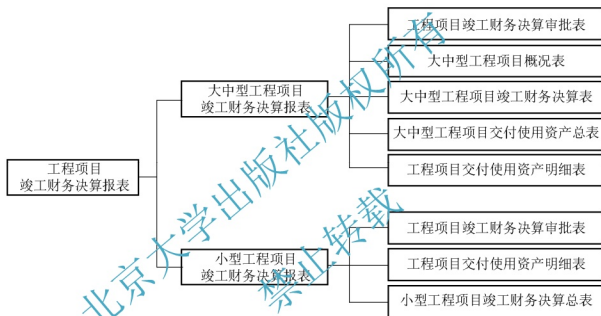 工程项目
竣工财务决算报表
大中型工程项目
竣工财务决算报表
工程项目竣工财务决算审批表
大中型工程项目概况表
大中型工程项目竣工财务决算表
大中型工程项目交付使用资产总表
工程项目交付使用资产明细表
小型工程项目
竣工财务决算报表
工程项目竣工财务决算审批表
工程项目交付使用资产明细表
小型工程项目竣工财务决算总表
北京大学出版社版权所有
禁止转载